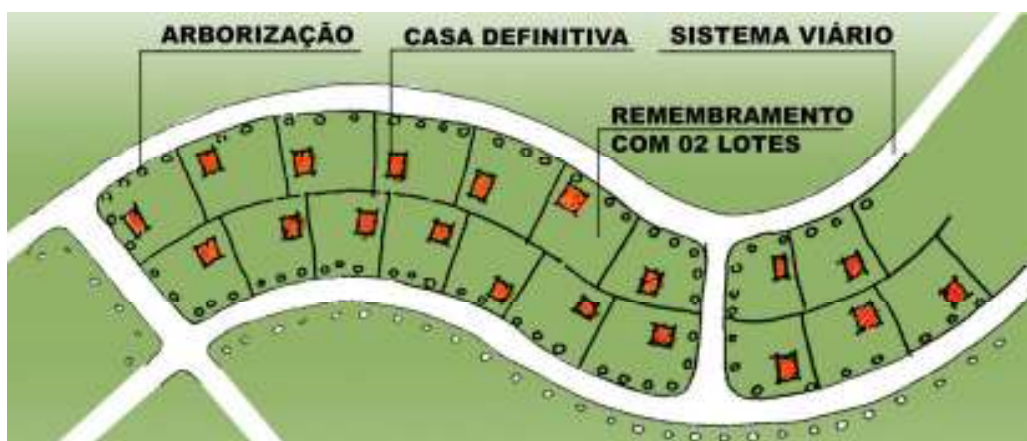 ARBORIZAÇÃO
CASA DEFINITIVA
SISTEMA VIÁRIO
REMEMBRAMENTO
COM 02 LOTES